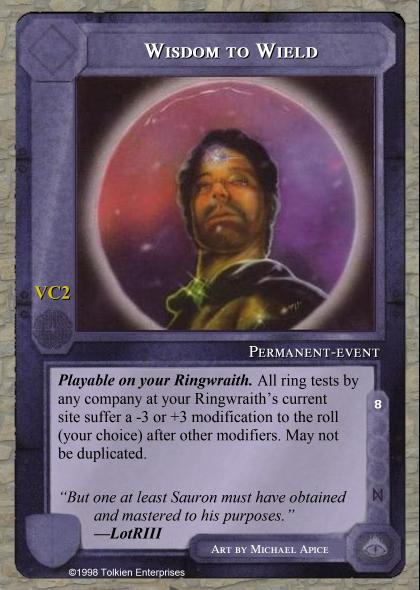 WISDOM TO WIELD
VC2
PERMANENT-EVENT
Playable on your Ringwraith. All ring tests by
any company at your Ringwraith's current
site suffer a -3 or +3 modification to the roll
(your choice) after other modifiers. May not
be duplicated.
8
"But one at least Sauron must have obtained
and mastered to his purposes."
—LotRIII
ART BY MICHAEL APICE
©1998 Tolkien Enterprises